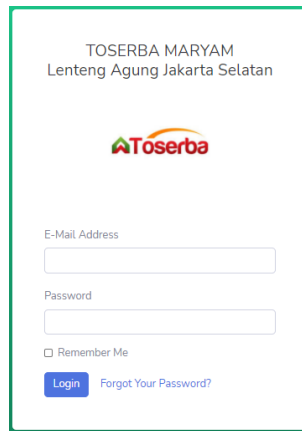 TOSERBA MARYAM
Lenteng Agung Jakarta Selatan
Toserba
E-Mail Address
Password
Remember Me
Login Forgot Your Password?